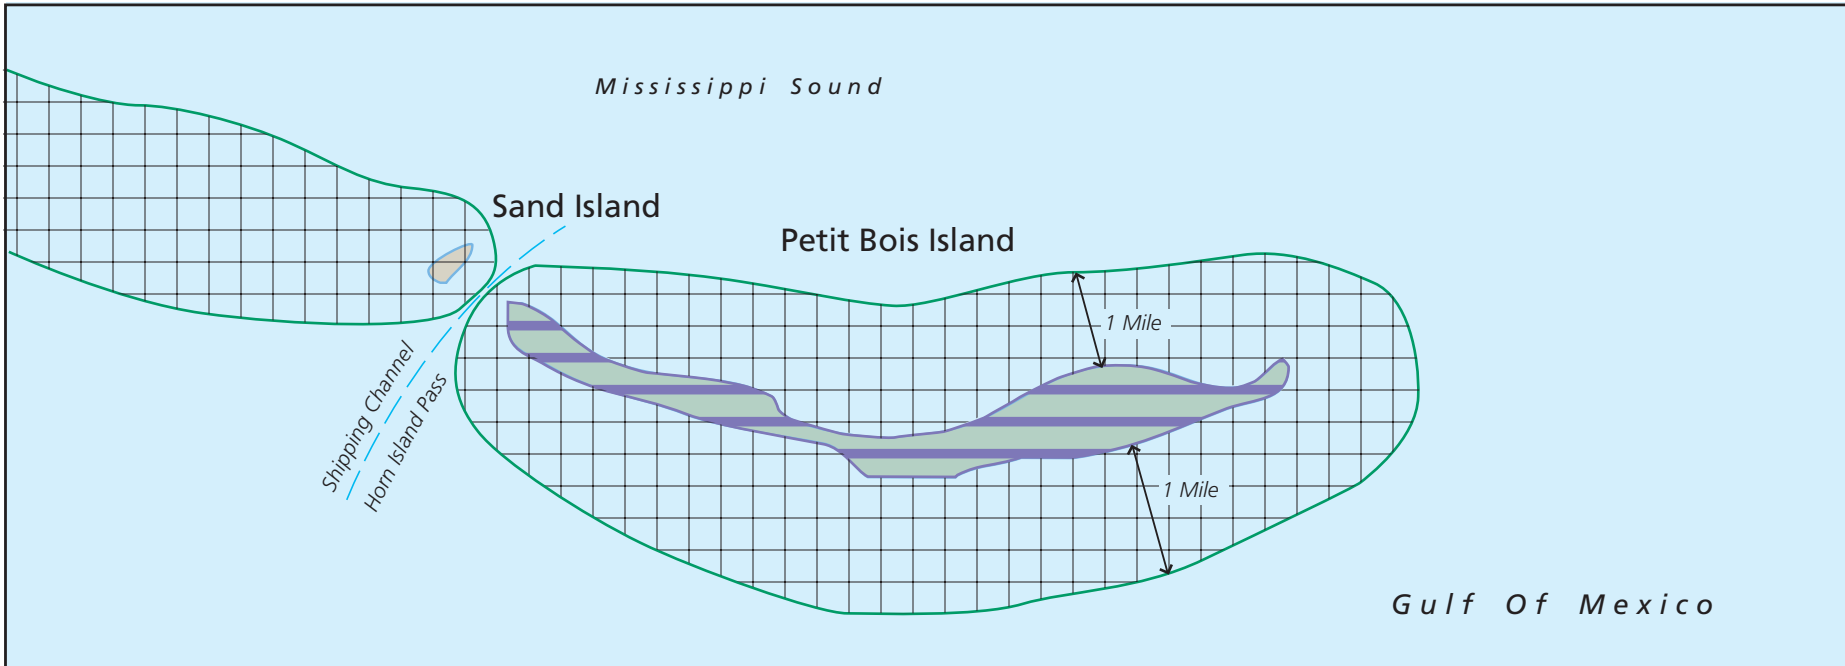 Mississippi Sound
Sand Island
Petit Bois Island
1 Mile
Shipping Channel
Horn Island Pass
1 Mile
Gulf Of Mexico